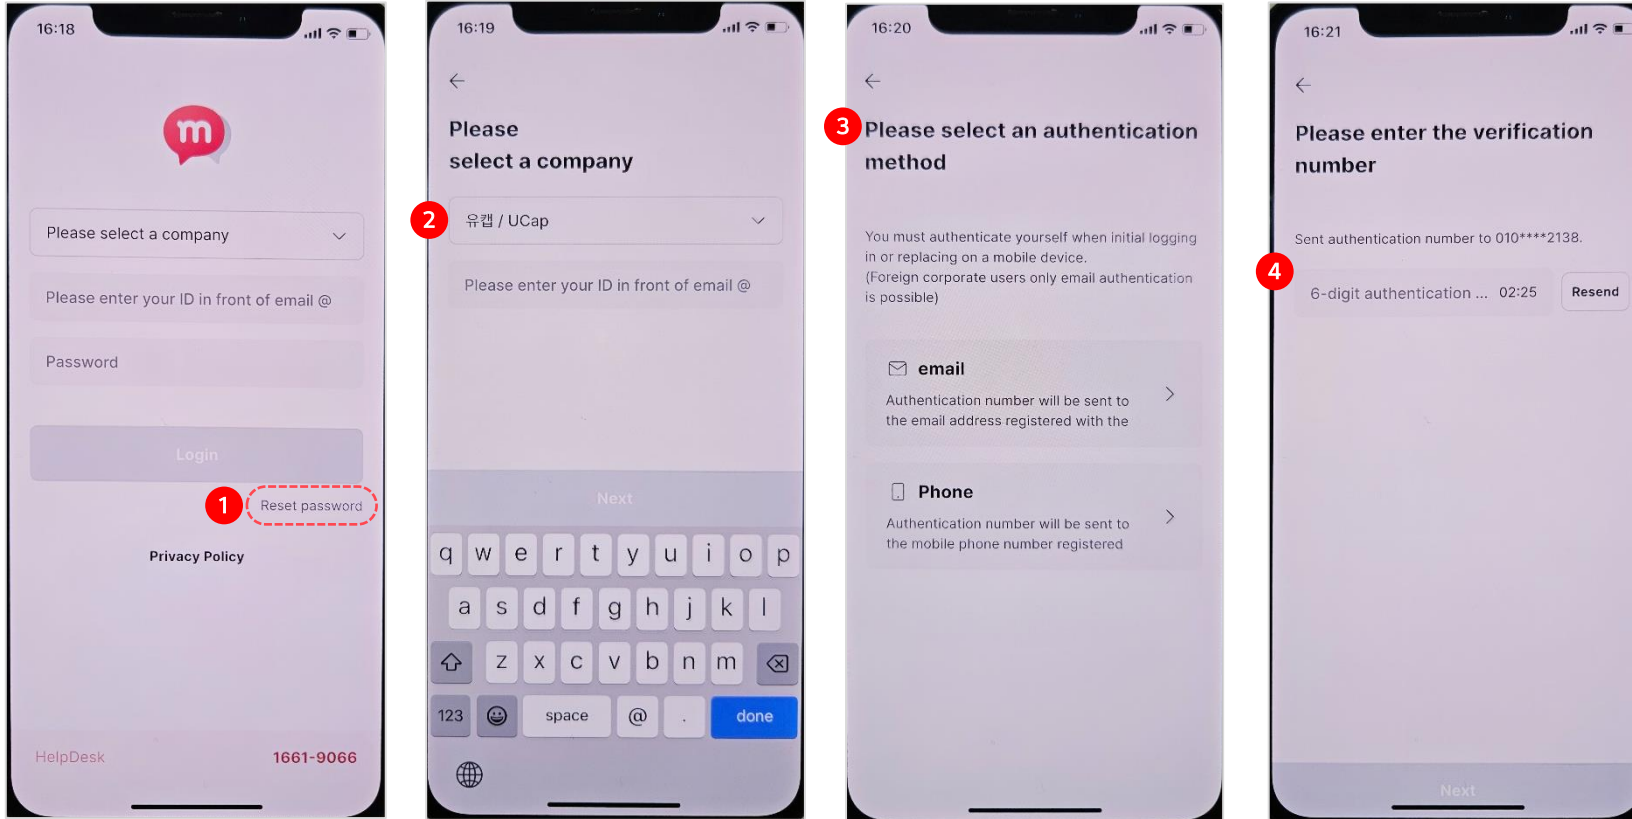 16:18
m
Please select a company
Please enter your ID in front of email @
Password
Login
1
Reset password
Privacy Policy
HelpDesk
1661-9066
16:19
Please
select a company
2
유캡 / UCap
Please enter your ID in front of email @
Next
q w e r t y u i o p
a s d f g h j k l
z x c v b n m
123
space
@
.
done
16:20
3
Please select an authentication
method
You must authenticate yourself when initial logging
in or replacing on a mobile device.
(Foreign corporate users only email authentication
is possible)
email
Authentication number will be sent to
the email address registered with the
Phone
Authentication number will be sent to
the mobile phone number registered
16:21
Please enter the verification
number
Sent authentication number to 010****2138.
4
6-digit authentication ... 02:25
Resend
Next